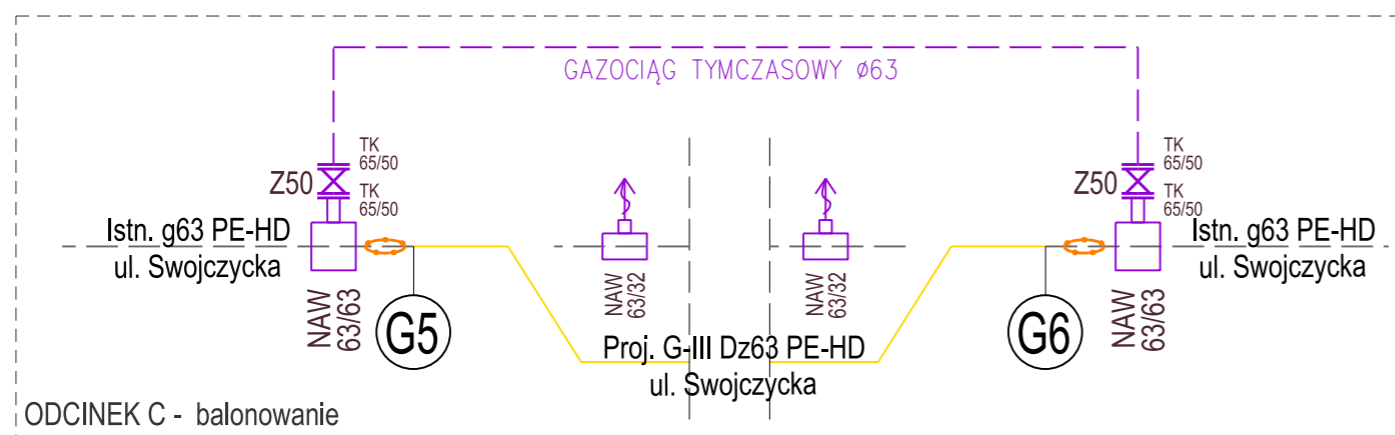 GAZOCIĄG TYMCZASOWY ø63
TK
65/50
Z50
TK
65/50
Istn. g63 PE-HD
ul. Swojczycka
NAW
63/63
G5
NAW
63/32
NAW
63/32
Proj. G-III Dz63 PE-HD
ul. Swojczycka
G6
TK
65/50
Z50
TK
65/50
Istn. g63 PE-HD
ul. Swojczycka
NAW
63/63
ODCINEK C - balonowanie